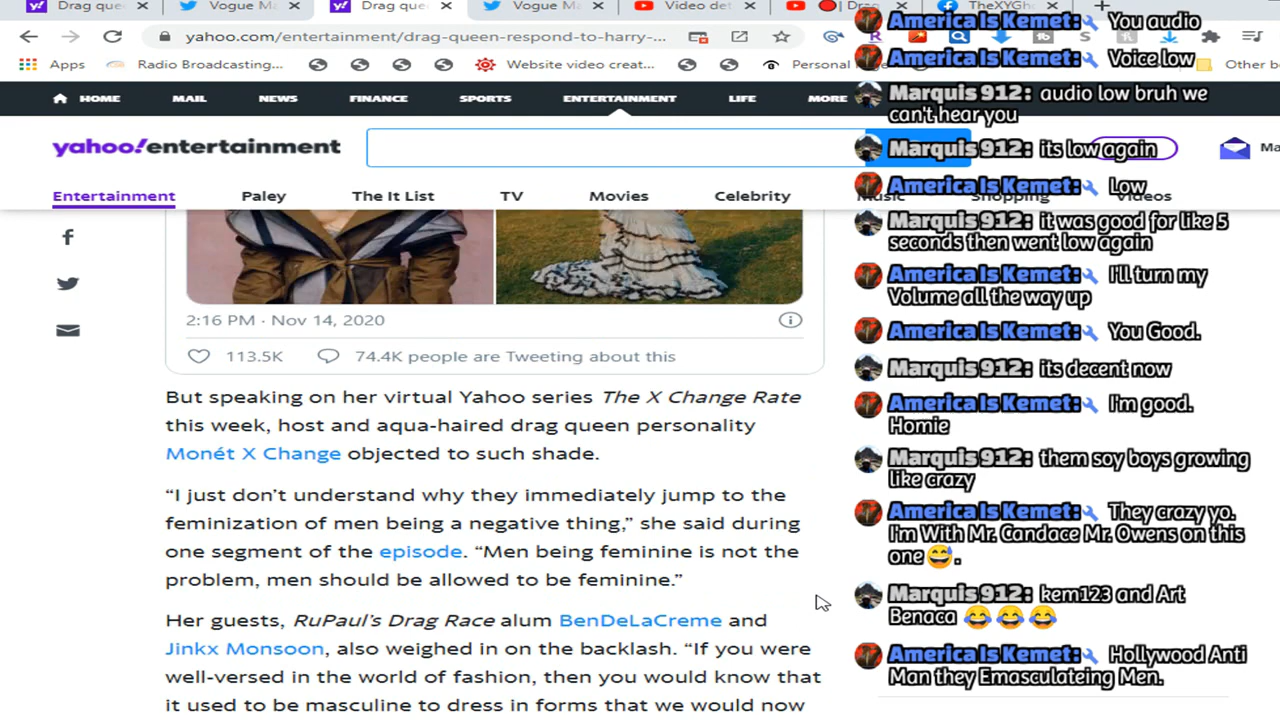 Drag que
Vogue M
Drag quee
Vogue M
Video det
Dra
TheXYGh
yahoo.com/entertainment/drag-queen-respond-to-harry-...
Apps
Radio Broadcasting...
Website video creat...
Personal
Other b
HOME
MAIL
NEWS
FINANCE
SPORTS
ENTERTAINMENT
LIFE
MORE
yahoo!entertainment
Ma
Entertainment
Paley
The It List
TV
Movies
Celebrity
Music
Shopping
Videos
2:16 PM · Nov 14, 2020
113.5K
74.4K people are Tweeting about this
But speaking on her virtual Yahoo series The X Change Rate
this week, host and aqua-haired drag queen personality
Monét X Change objected to such shade.
“I just don’t understand why they immediately jump to the
feminization of men being a negative thing,” she said during
one segment of the episode. “Men being feminine is not the
problem, men should be allowed to be feminine.”
Her guests, RuPaul’s Drag Race alum BenDeLaCreme and
Jinkx Monsoon, also weighed in on the backlash. “If you were
well-versed in the world of fashion, then you would know that
it used to be masculine to dress in forms that we would now
America Is Kemet: You audio
America Is Kemet: Voice low
Marquis 912: audio low bruh we
can't hear you
Marquis 912: its low again
America Is Kemet: Low
Marquis 912: it was good for like 5
seconds then went low again
America Is Kemet: I'll turn my
Volume all the way up
America Is Kemet: You Good.
Marquis 912: its decent now
America Is Kemet: I'm good.
Homie
Marquis 912: them soy boys growing
like crazy
America Is Kemet: They crazy yo.
I'm With Mr. Candace Mr. Owens on this
one 😅.
Marquis 912: kem123 and Art
Benaca 😂😂😂
America Is Kemet: Hollywood Anti
Man they Emasculateing Men.